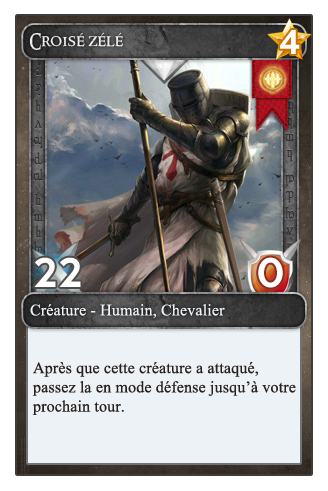 Croisé zélé
4
22
0
Créature - Humain, Chevalier
Après que cette créature a attaqué,
passez la en mode défense jusqu'à votre
prochain tour.